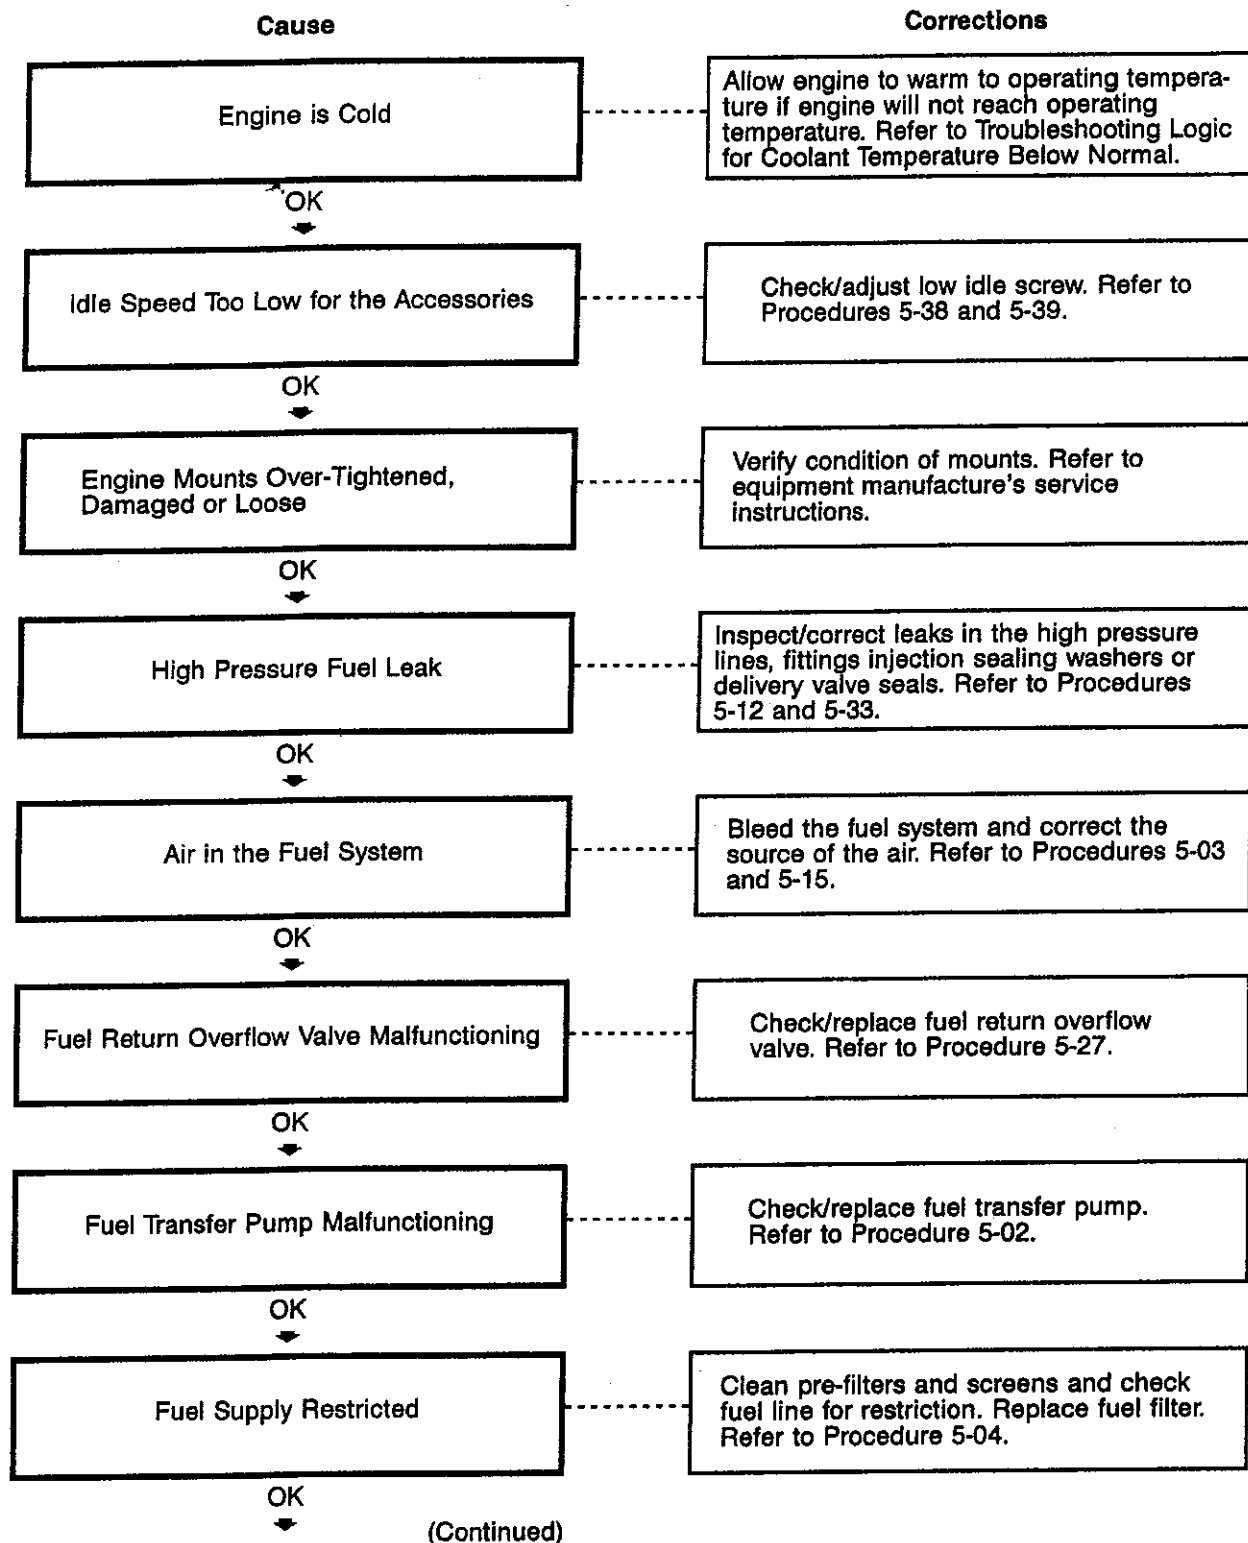 Cause
Corrections
Engine is Cold
Allow engine to warm to operating tempera-
ture if engine will not reach operating
temperature. Refer to Troubleshooting Logic
for Coolant Temperature Below Normal.
OK
Idle Speed Too Low for the Accessories
Check/adjust low idle screw. Refer to
Procedures 5-38 and 5-39.
OK
Engine Mounts Over-Tightened,
Damaged or Loose
Verify condition of mounts. Refer to
equipment manufacture's service
instructions.
OK
High Pressure Fuel Leak
Inspect/correct leaks in the high pressure
lines, fittings injection sealing washers or
delivery valve seals. Refer to Procedures
5-12 and 5-33.
OK
Air in the Fuel System
Bleed the fuel system and correct the
source of the air. Refer to Procedures 5-03
and 5-15.
OK
Fuel Return Overflow Valve Malfunctioning
Check/replace fuel return overflow
valve. Refer to Procedure 5-27.
OK
Fuel Transfer Pump Malfunctioning
Check/replace fuel transfer pump.
Refer to Procedure 5-02.
OK
Fuel Supply Restricted
Clean pre-filters and screens and check
fuel line for restriction. Replace fuel filter.
Refer to Procedure 5-04.
OK
(Continued)